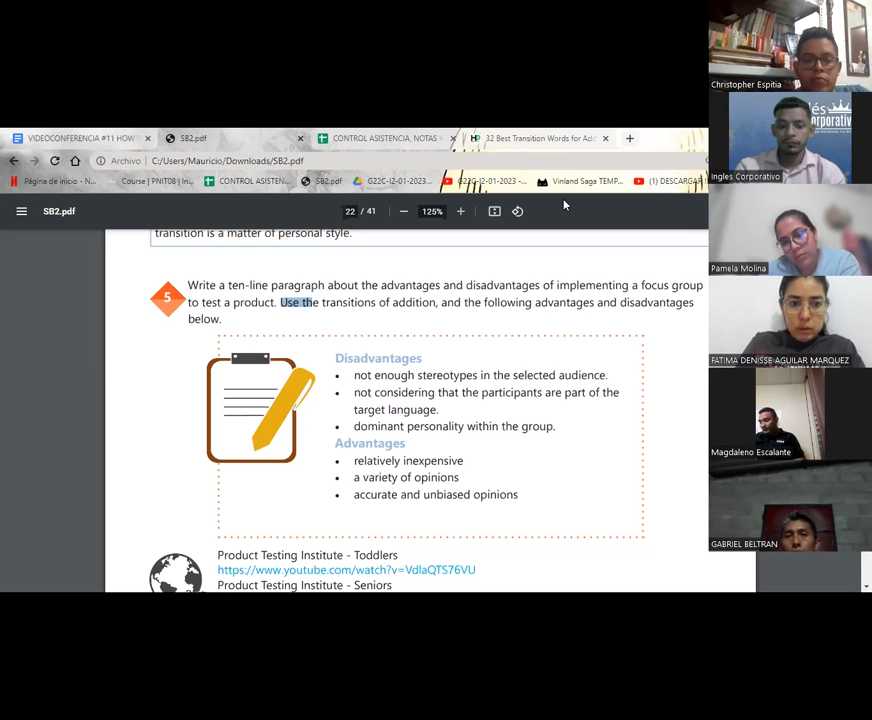 Christopher Espitia
VIDEOCONFERENCIA #11 HOW
SB2.pdf
CONTROL ASISTENCIA, NOTAS
32 Best Transition Words for Add
Archivo
C:/Users/Mauricio/Downloads/SB2.pdf
Página de inicio - N...
Course | PNIT08 | In...
CONTROL ASISTEN...
SB2.pdf
G22C-I2-01-2023...
G22C-I2-01-2023 -...
Vinland Saga TEMP...
(1) DESCARGA
Ingles Corporativo
SB2.pdf
22 / 41
125%
transition is a matter of personal style.
Pamela Molina
5
Write a ten-line paragraph about the advantages and disadvantages of implementing a focus group
to test a product. Use the transitions of addition, and the following advantages and disadvantages
below.
Disadvantages
• not enough stereotypes in the selected audience.
• not considering that the participants are part of the
target language.
• dominant personality within the group.
Advantages
• relatively inexpensive
• a variety of opinions
• accurate and unbiased opinions
FATIMA DENISSE AGUILAR MARQUEZ
Magdaleno Escalante
GABRIEL BELTRAN
Product Testing Institute - Toddlers
https://www.youtube.com/watch?v=VdlaQTS76VU
Product Testing Institute - Seniors